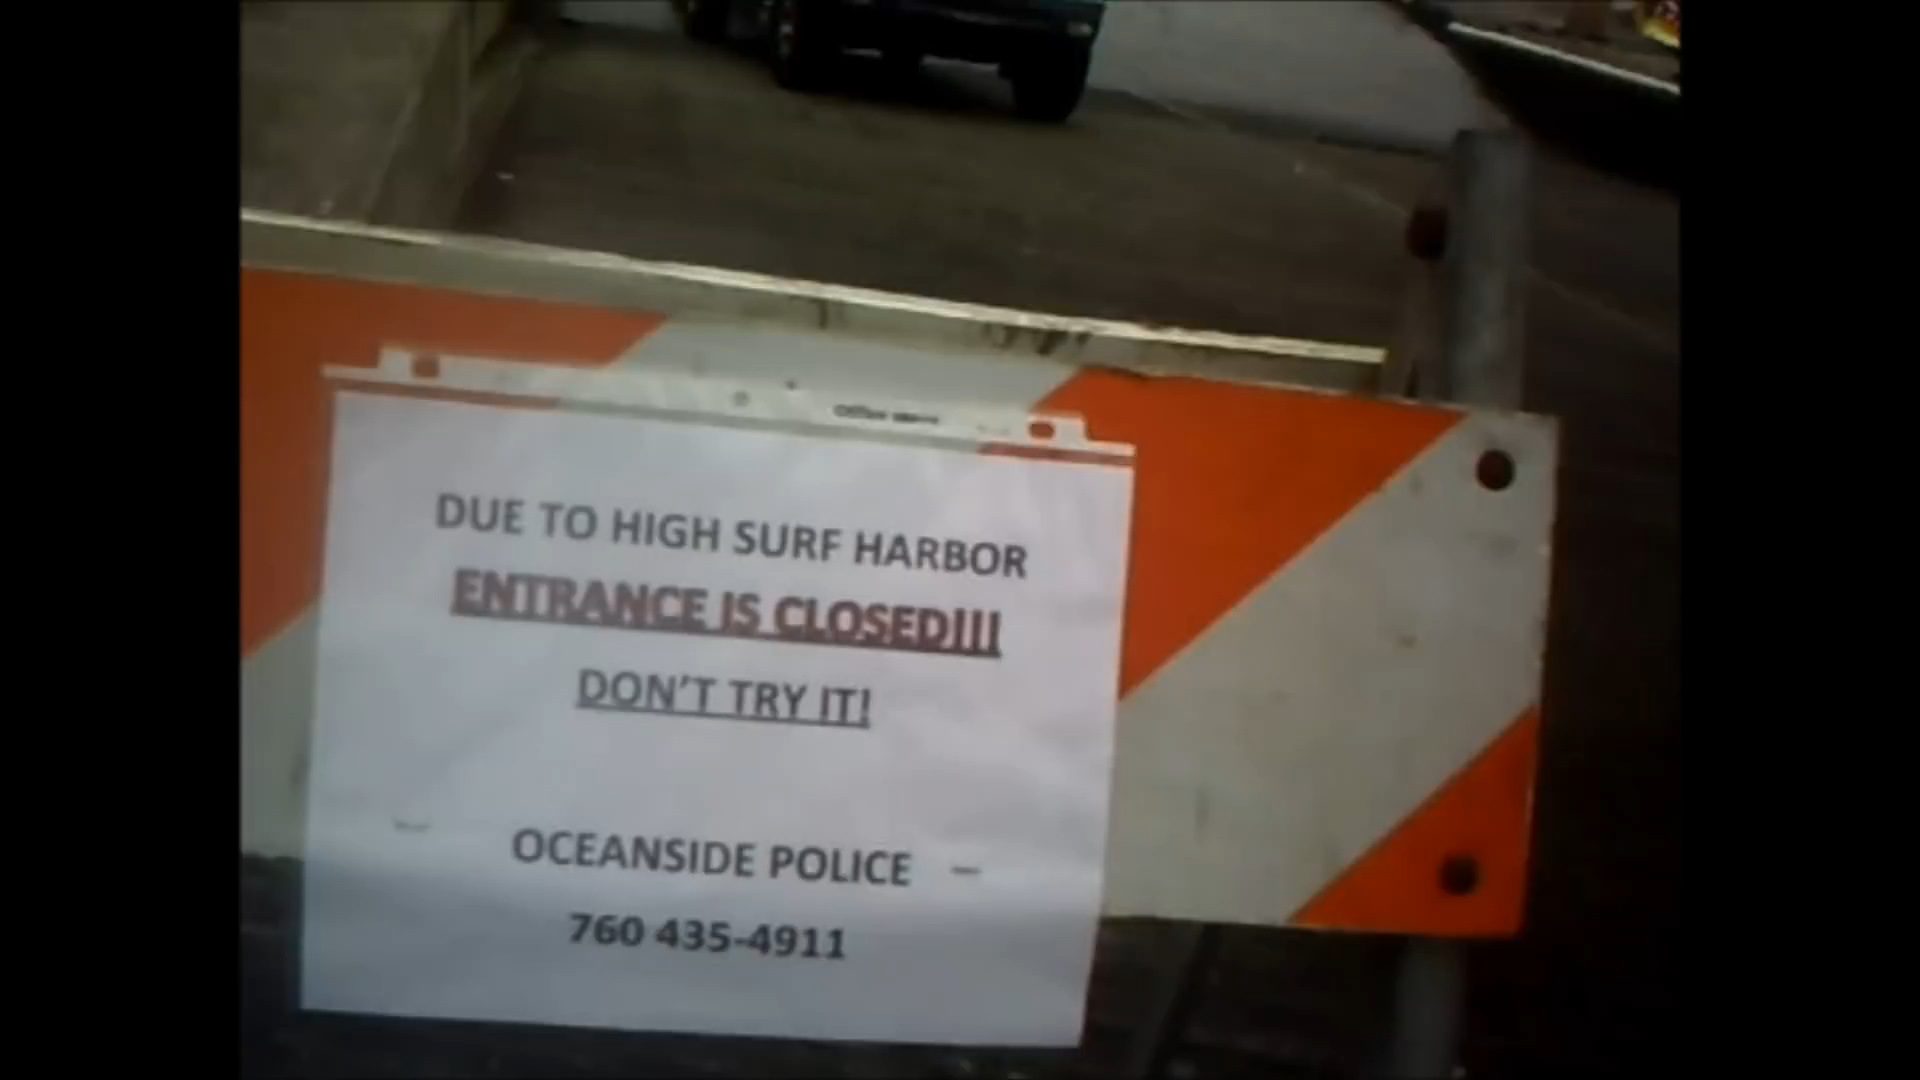 DUE TO HIGH SURF HARBOR
ENTRANCE IS CLOSED!!!
DON'T TRY IT!
OCEANSIDE POLICE –
760 435-4911